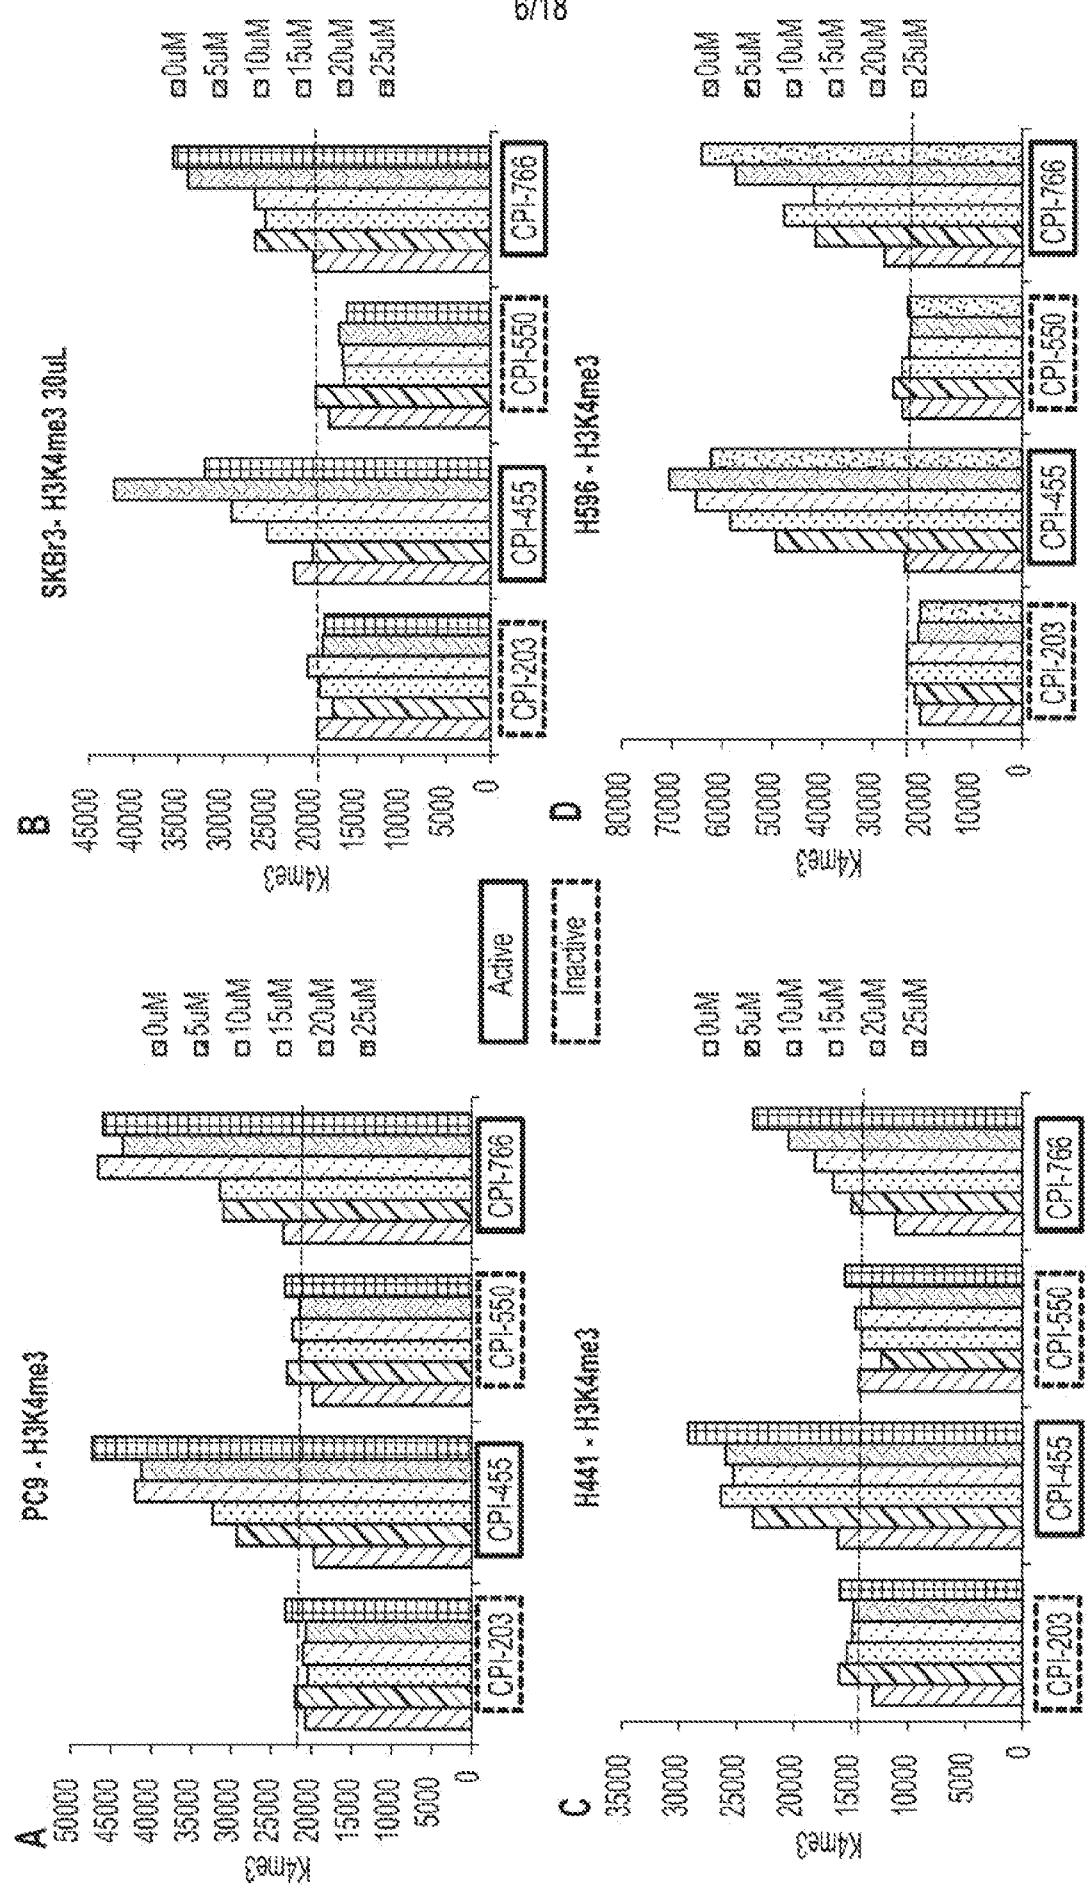 6/18
A
PC9 - H3K4me3
K4me3
50000
45000
40000
35000
30000
25000
20000
15000
10000
5000
0
CPI-203
CPI-455
CPI-550
CPI-766
0uM
5uM
10uM
15uM
20uM
25uM
B
SKBr3- H3K4me3 30uL
K4me3
45000
40000
35000
30000
25000
20000
15000
10000
5000
0
CPI-203
CPI-455
CPI-550
CPI-766
0uM
5uM
10uM
15uM
20uM
25uM
Active
Inactive
C
H441 - H3K4me3
K4me3
35000
30000
25000
20000
15000
10000
5000
0
CPI-203
CPI-455
CPI-550
CPI-766
0uM
5uM
10uM
15uM
20uM
25uM
D
H596 - H3K4me3
K4me3
80000
70000
60000
50000
40000
30000
20000
10000
0
CPI-203
CPI-455
CPI-550
CPI-766
0uM
5uM
10uM
15uM
20uM
25uM